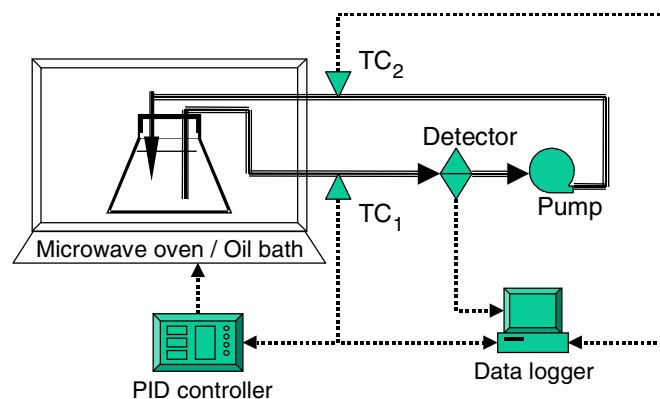 TC2
Detector
TC1
Pump
Microwave oven / Oil bath
PID controller
Data logger